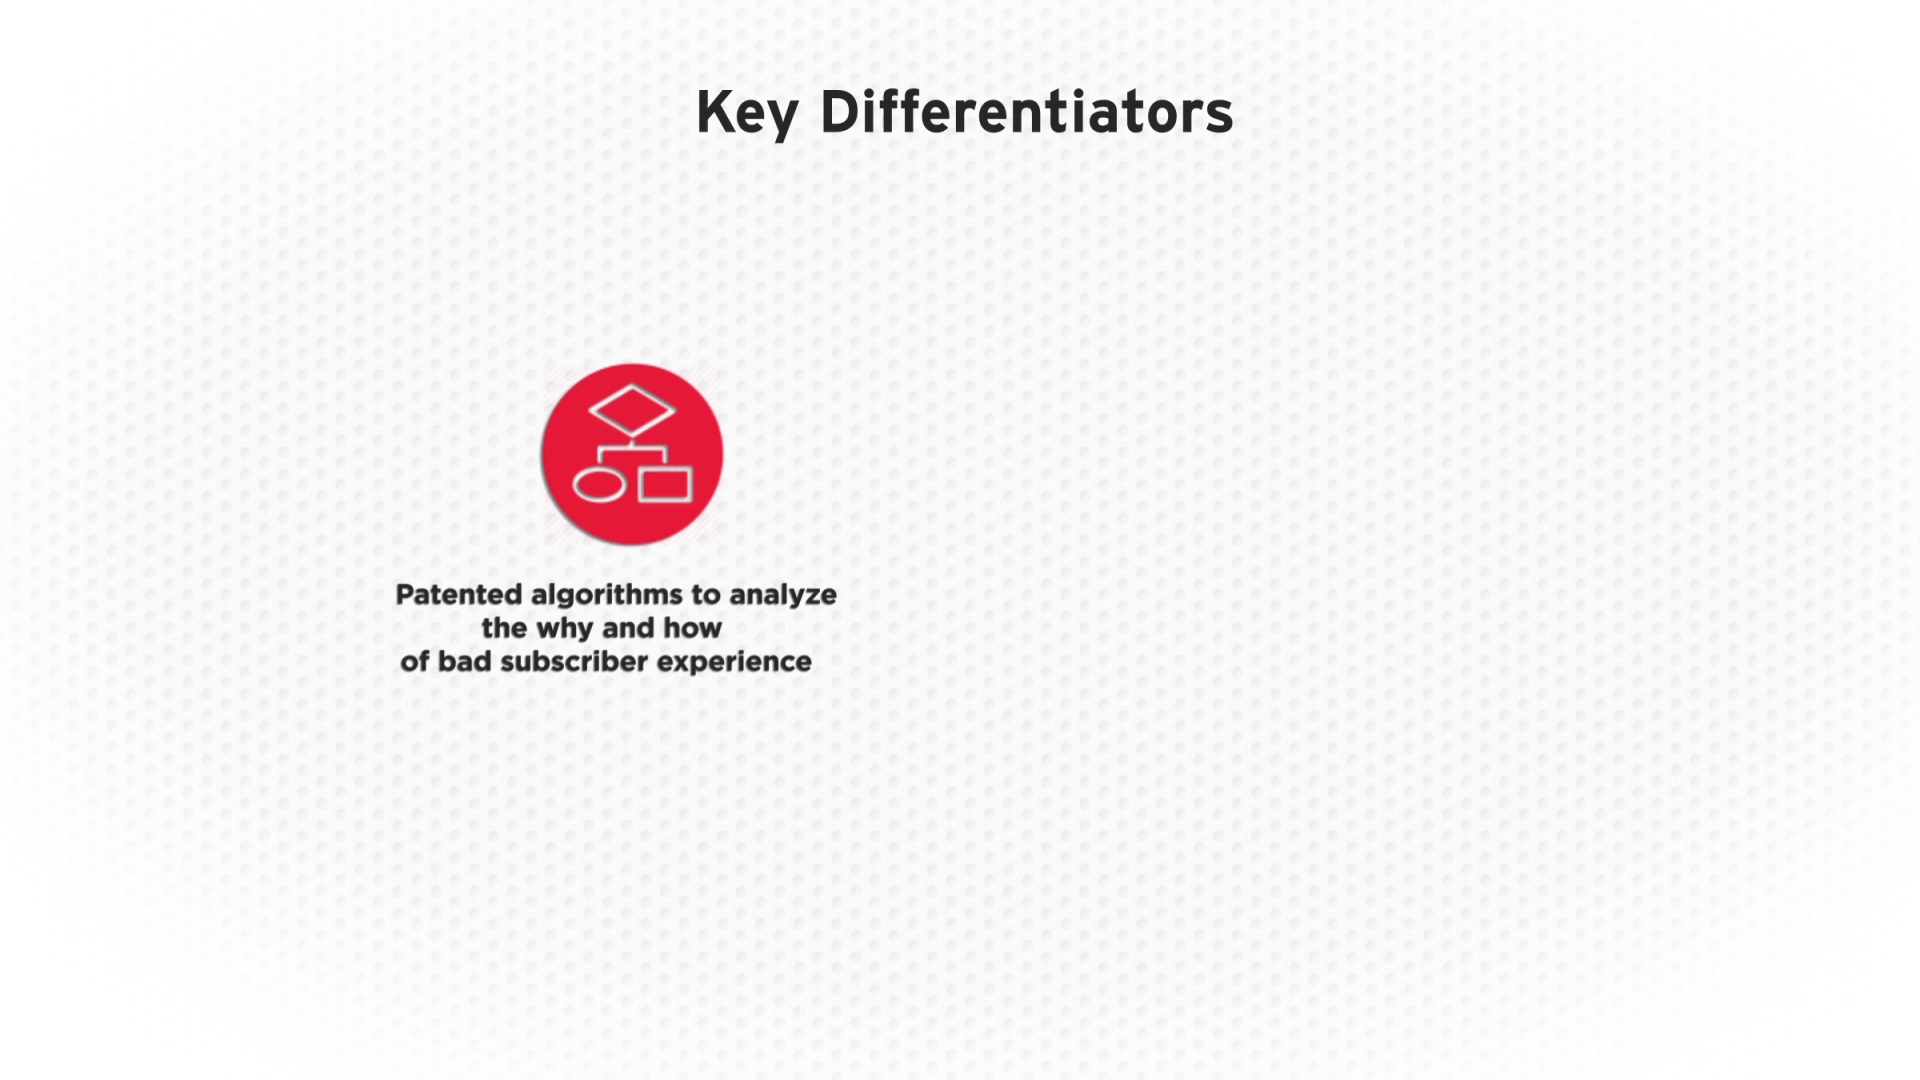 Key Differentiators
Patented algorithms to analyze
the why and how
of bad subscriber experience